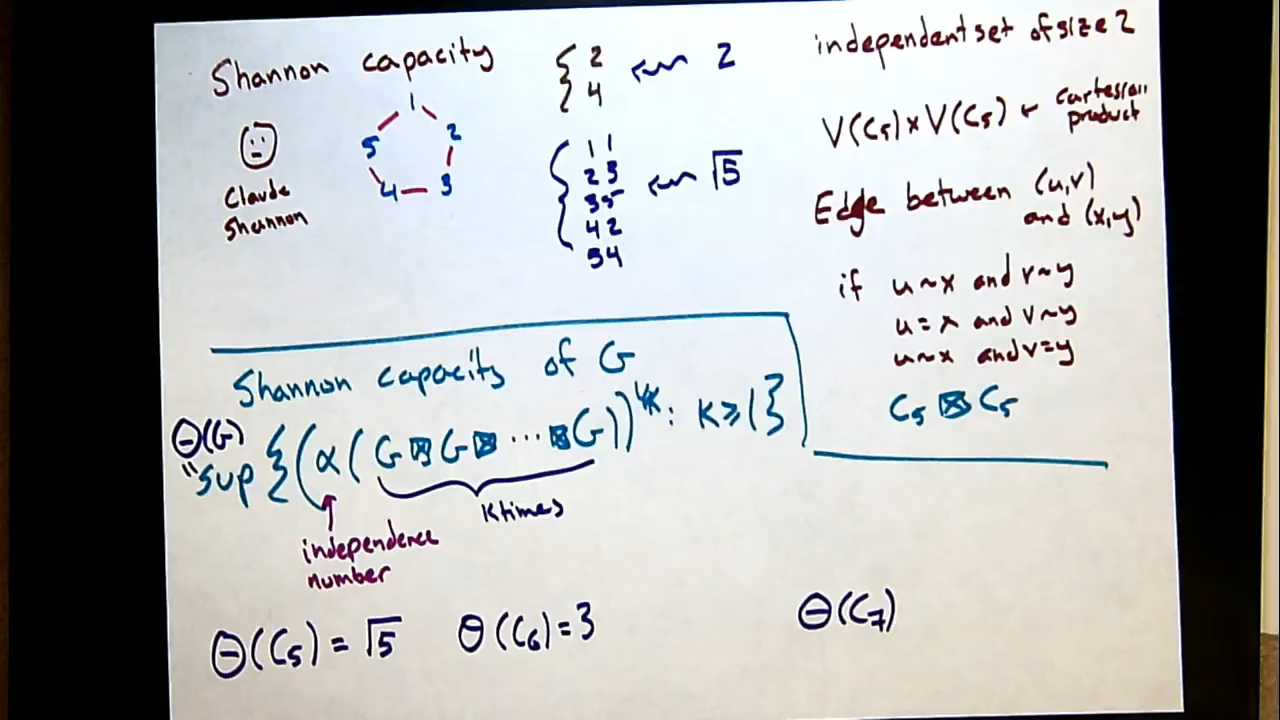 Shannon capacity
1
2
3
4
5
Claude
Shannon
{ 2
4
2
{ 1 1
2 3
3 5
4 2
5 4
√5
independent set of size 2
V(C₅) × V(C₅) ← cartesian
product
Edge between (u,v)
and (x,y)
if u~x and v~y
u=x and v~y
u~x and v=y
C₅ ⊠ C₅
Shannon capacity of G
Θ(G)
"sup {(α(G⊠G⊠...⊠G))^{1/k} : K≥1}
K times
independence
number
Θ(C₅) = √5 Θ(C₆) = 3 Θ(C₇)